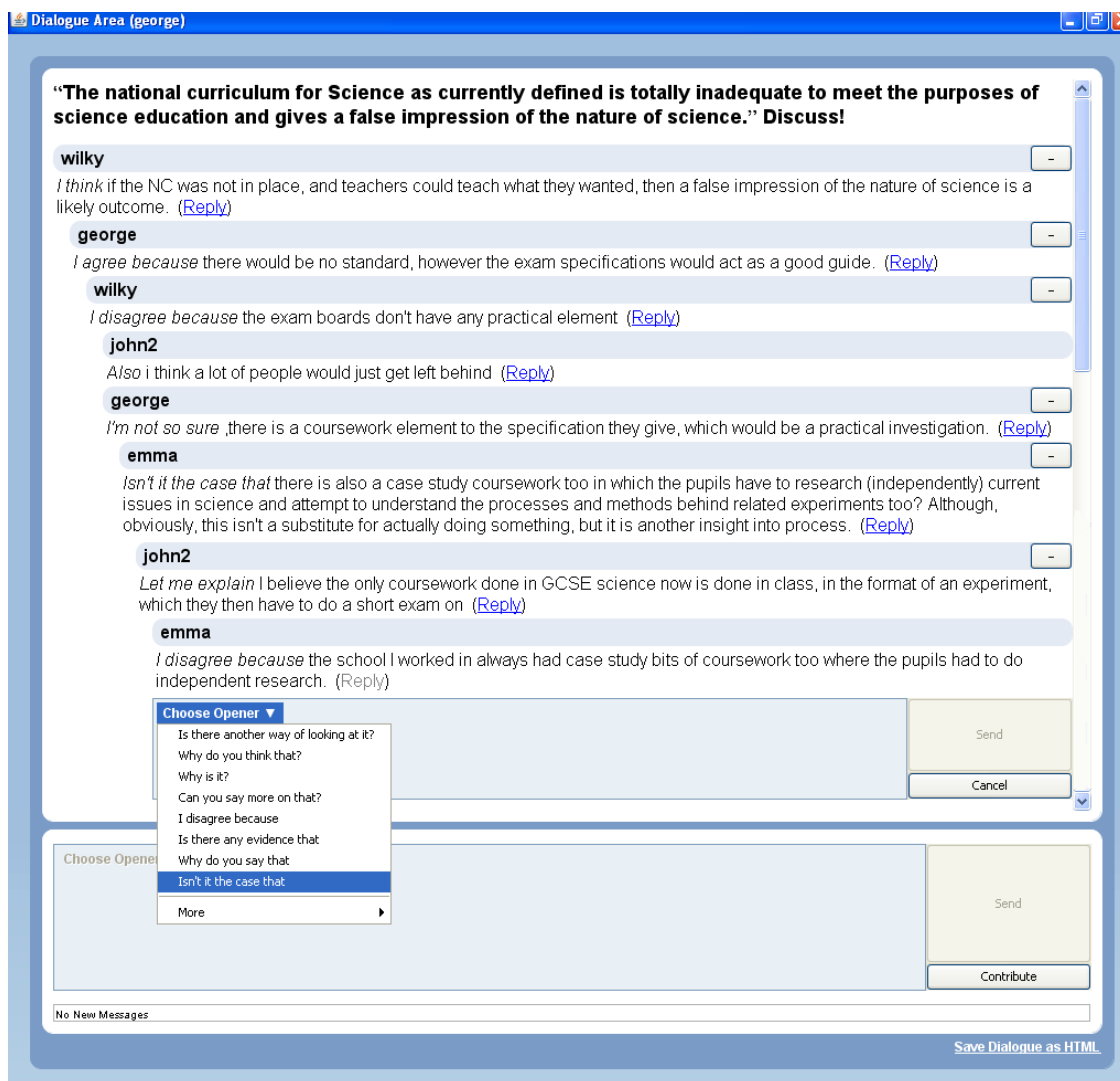 Dialogue Area (george)
“The national curriculum for Science as currently defined is totally inadequate to meet the purposes of
science education and gives a false impression of the nature of science.” Discuss!
wilky
-
I think if the NC was not in place, and teachers could teach what they wanted, then a false impression of the nature of science is a
likely outcome. (Reply)
george
-
I agree because there would be no standard, however the exam specifications would act as a good guide. (Reply)
wilky
-
I disagree because the exam boards don't have any practical element (Reply)
john2
Also i think a lot of people would just get left behind (Reply)
george
-
I'm not so sure ,there is a coursework element to the specification they give, which would be a practical investigation. (Reply)
emma
-
Isn't it the case that there is also a case study coursework too in which the pupils have to research (independently) current
issues in science and attempt to understand the processes and methods behind related experiments too? Although,
obviously, this isn't a substitute for actually doing something, but it is another insight into process. (Reply)
john2
-
Let me explain I believe the only coursework done in GCSE science now is done in class, in the format of an experiment,
which they then have to do a short exam on (Reply)
emma
I disagree because the school I worked in always had case study bits of coursework too where the pupils had to do
independent research. (Reply)
Choose Opener ▼
Is there another way of looking at it?
Why do you think that?
Why is it?
Can you say more on that?
I disagree because
Is there any evidence that
Why do you say that
Isn't it the case that
More
Send
Cancel
Choose Opener
Send
Contribute
No New Messages
Save Dialogue as HTML